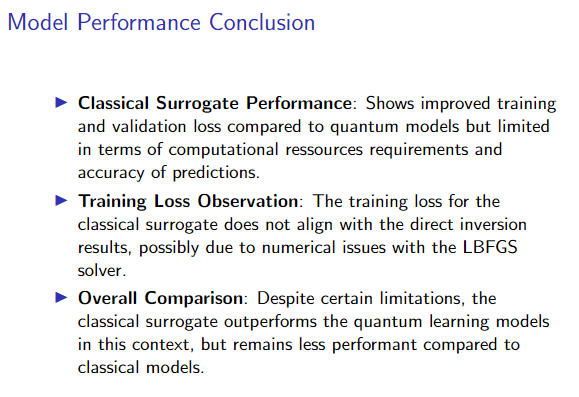 Model Performance Conclusion
▶ Classical Surrogate Performance: Shows improved training
and validation loss compared to quantum models but limited
in terms of computational ressources requirements and
accuracy of predictions.
▶ Training Loss Observation: The training loss for the
classical surrogate does not align with the direct inversion
results, possibly due to numerical issues with the LBFGS
solver.
▶ Overall Comparison: Despite certain limitations, the
classical surrogate outperforms the quantum learning models
in this context, but remains less performant compared to
classical models.